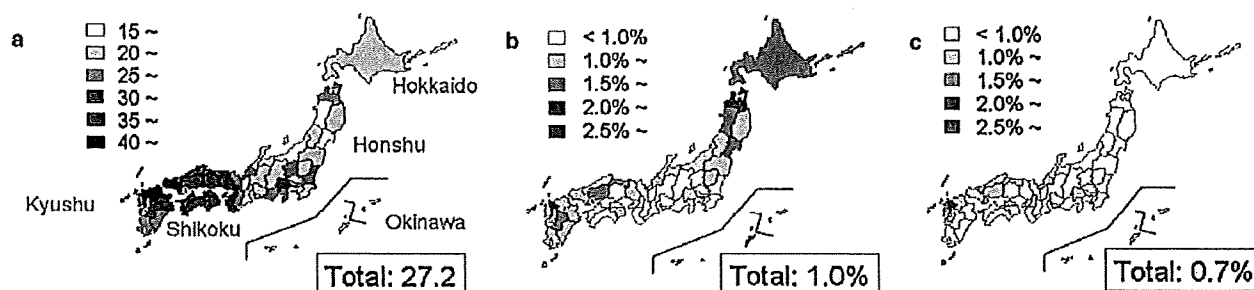 a
15 ~
20 ~
25 ~
30 ~
35 ~
40 ~
Hokkaido
Honshu
Kyushu
Shikoku
Okinawa
Total: 27.2
b
< 1.0%
1.0% ~
1.5% ~
2.0% ~
2.5% ~
Total: 1.0%
c
< 1.0%
1.0% ~
1.5% ~
2.0% ~
2.5% ~
Total: 0.7%